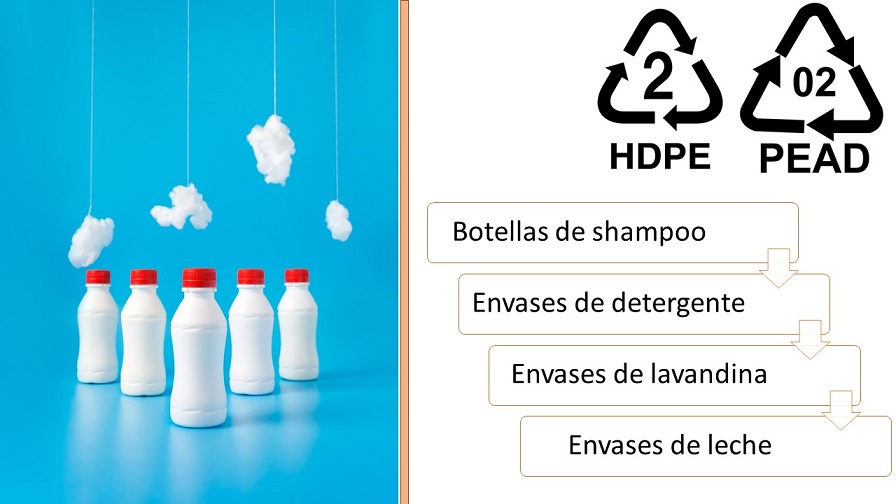 2
HDPE
02
PEAD
Botellas de shampoo
Envases de detergente
Envases de lavandina
Envases de leche